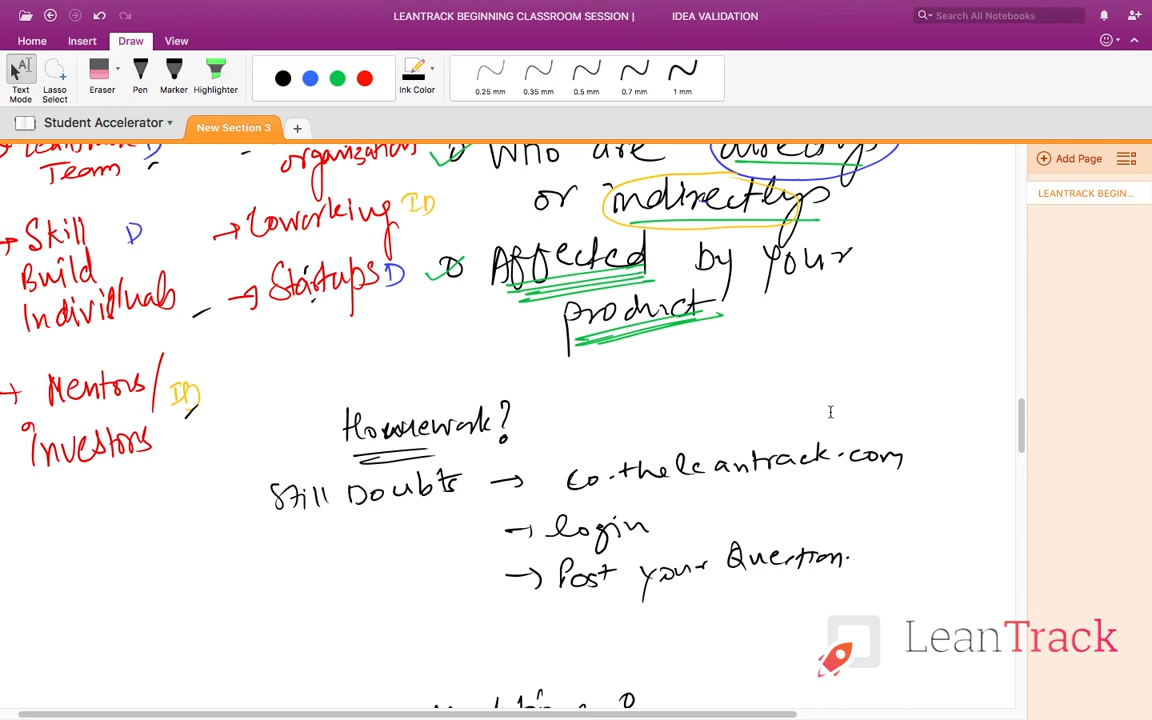 LEANTRACK BEGINNING CLASSROOM SESSION | IDEA VALIDATION
Search All Notebooks
Home Insert Draw View
Text Mode
Lasso Select
Eraser
Pen
Marker
Highlighter
Ink Color
0.25 mm 0.35 mm 0.5 mm 0.7 mm 1 mm
Student Accelerator
New Section 3
+
Add Page
LEANTRACK BEGIN...
Team
organization
→ Skill D
Build
Individuals
→ Mentors/ ID
Investors
→ Coworking ID
→ Startups D
Who are directly
or indirectly
Affected by your
product
Homework?
Still Doubts → co.theleantrack.com
→ login
→ Post your Question.
LeanTrack